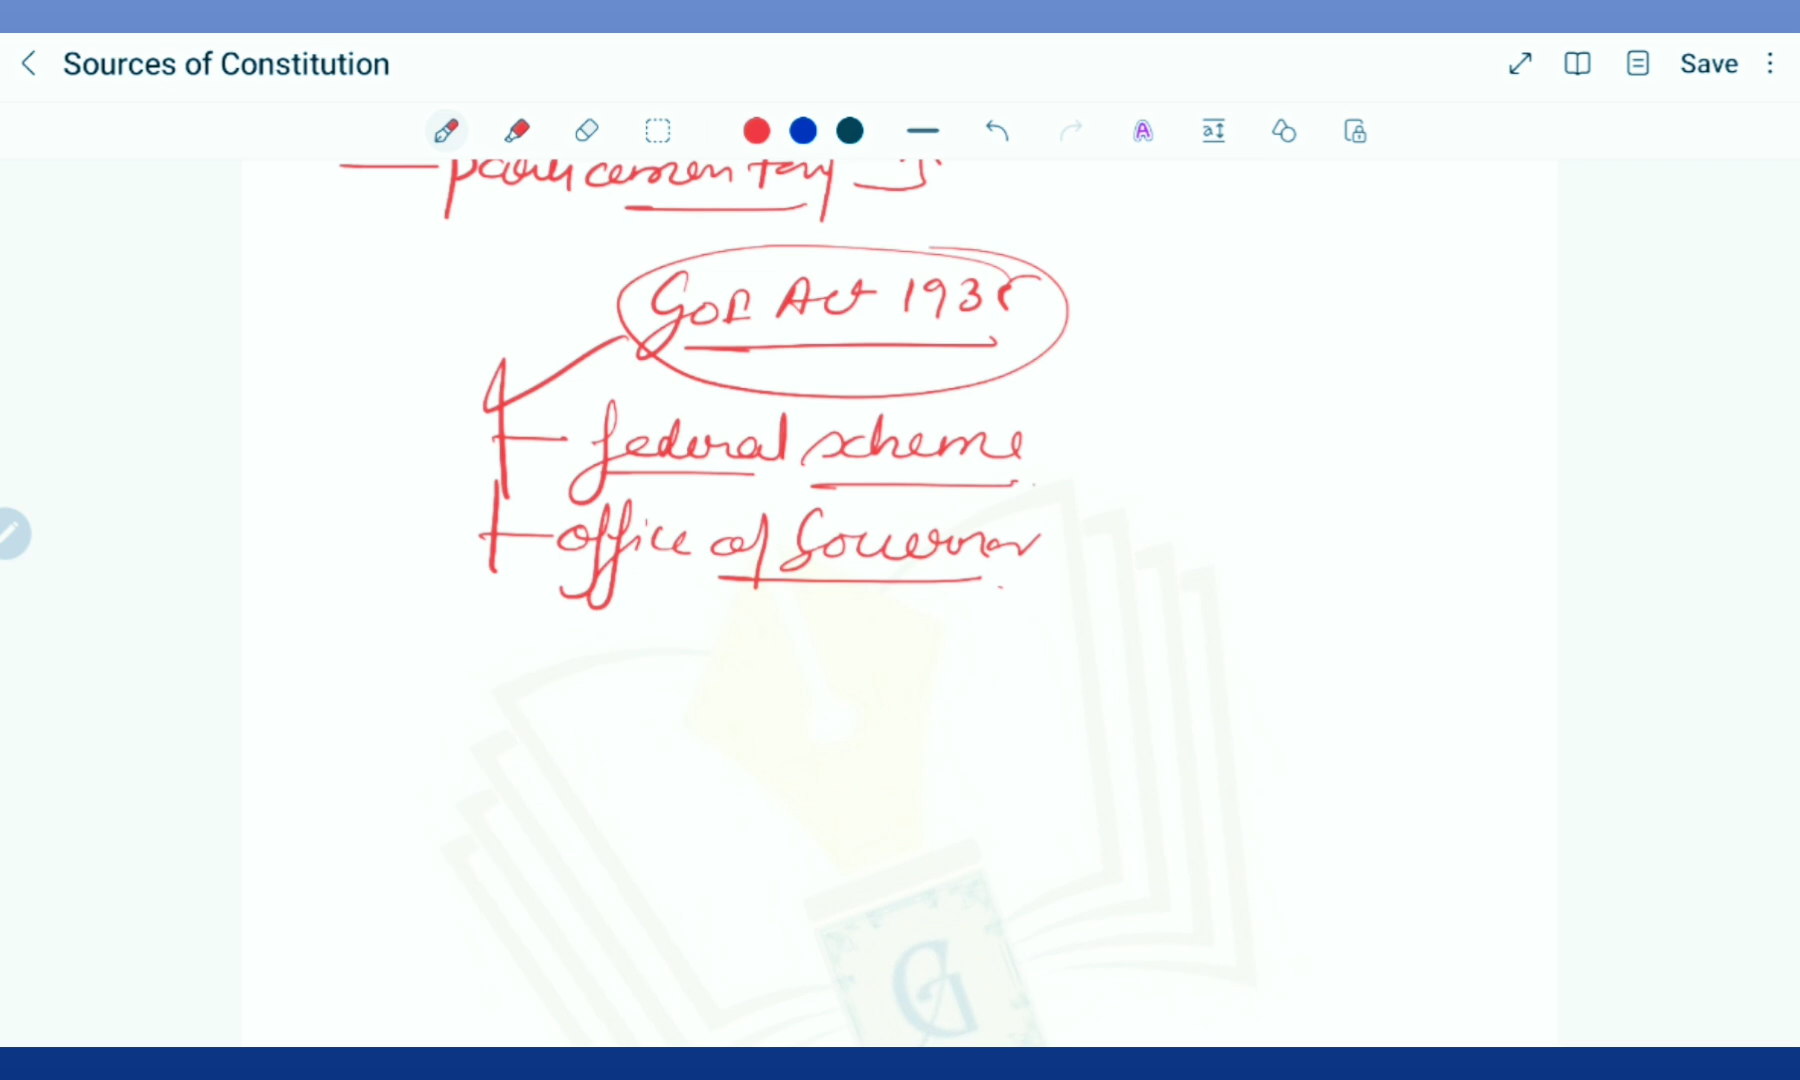 Sources of Constitution
Save
parliamentary
GOI Act 1935
federal scheme
office of Governor